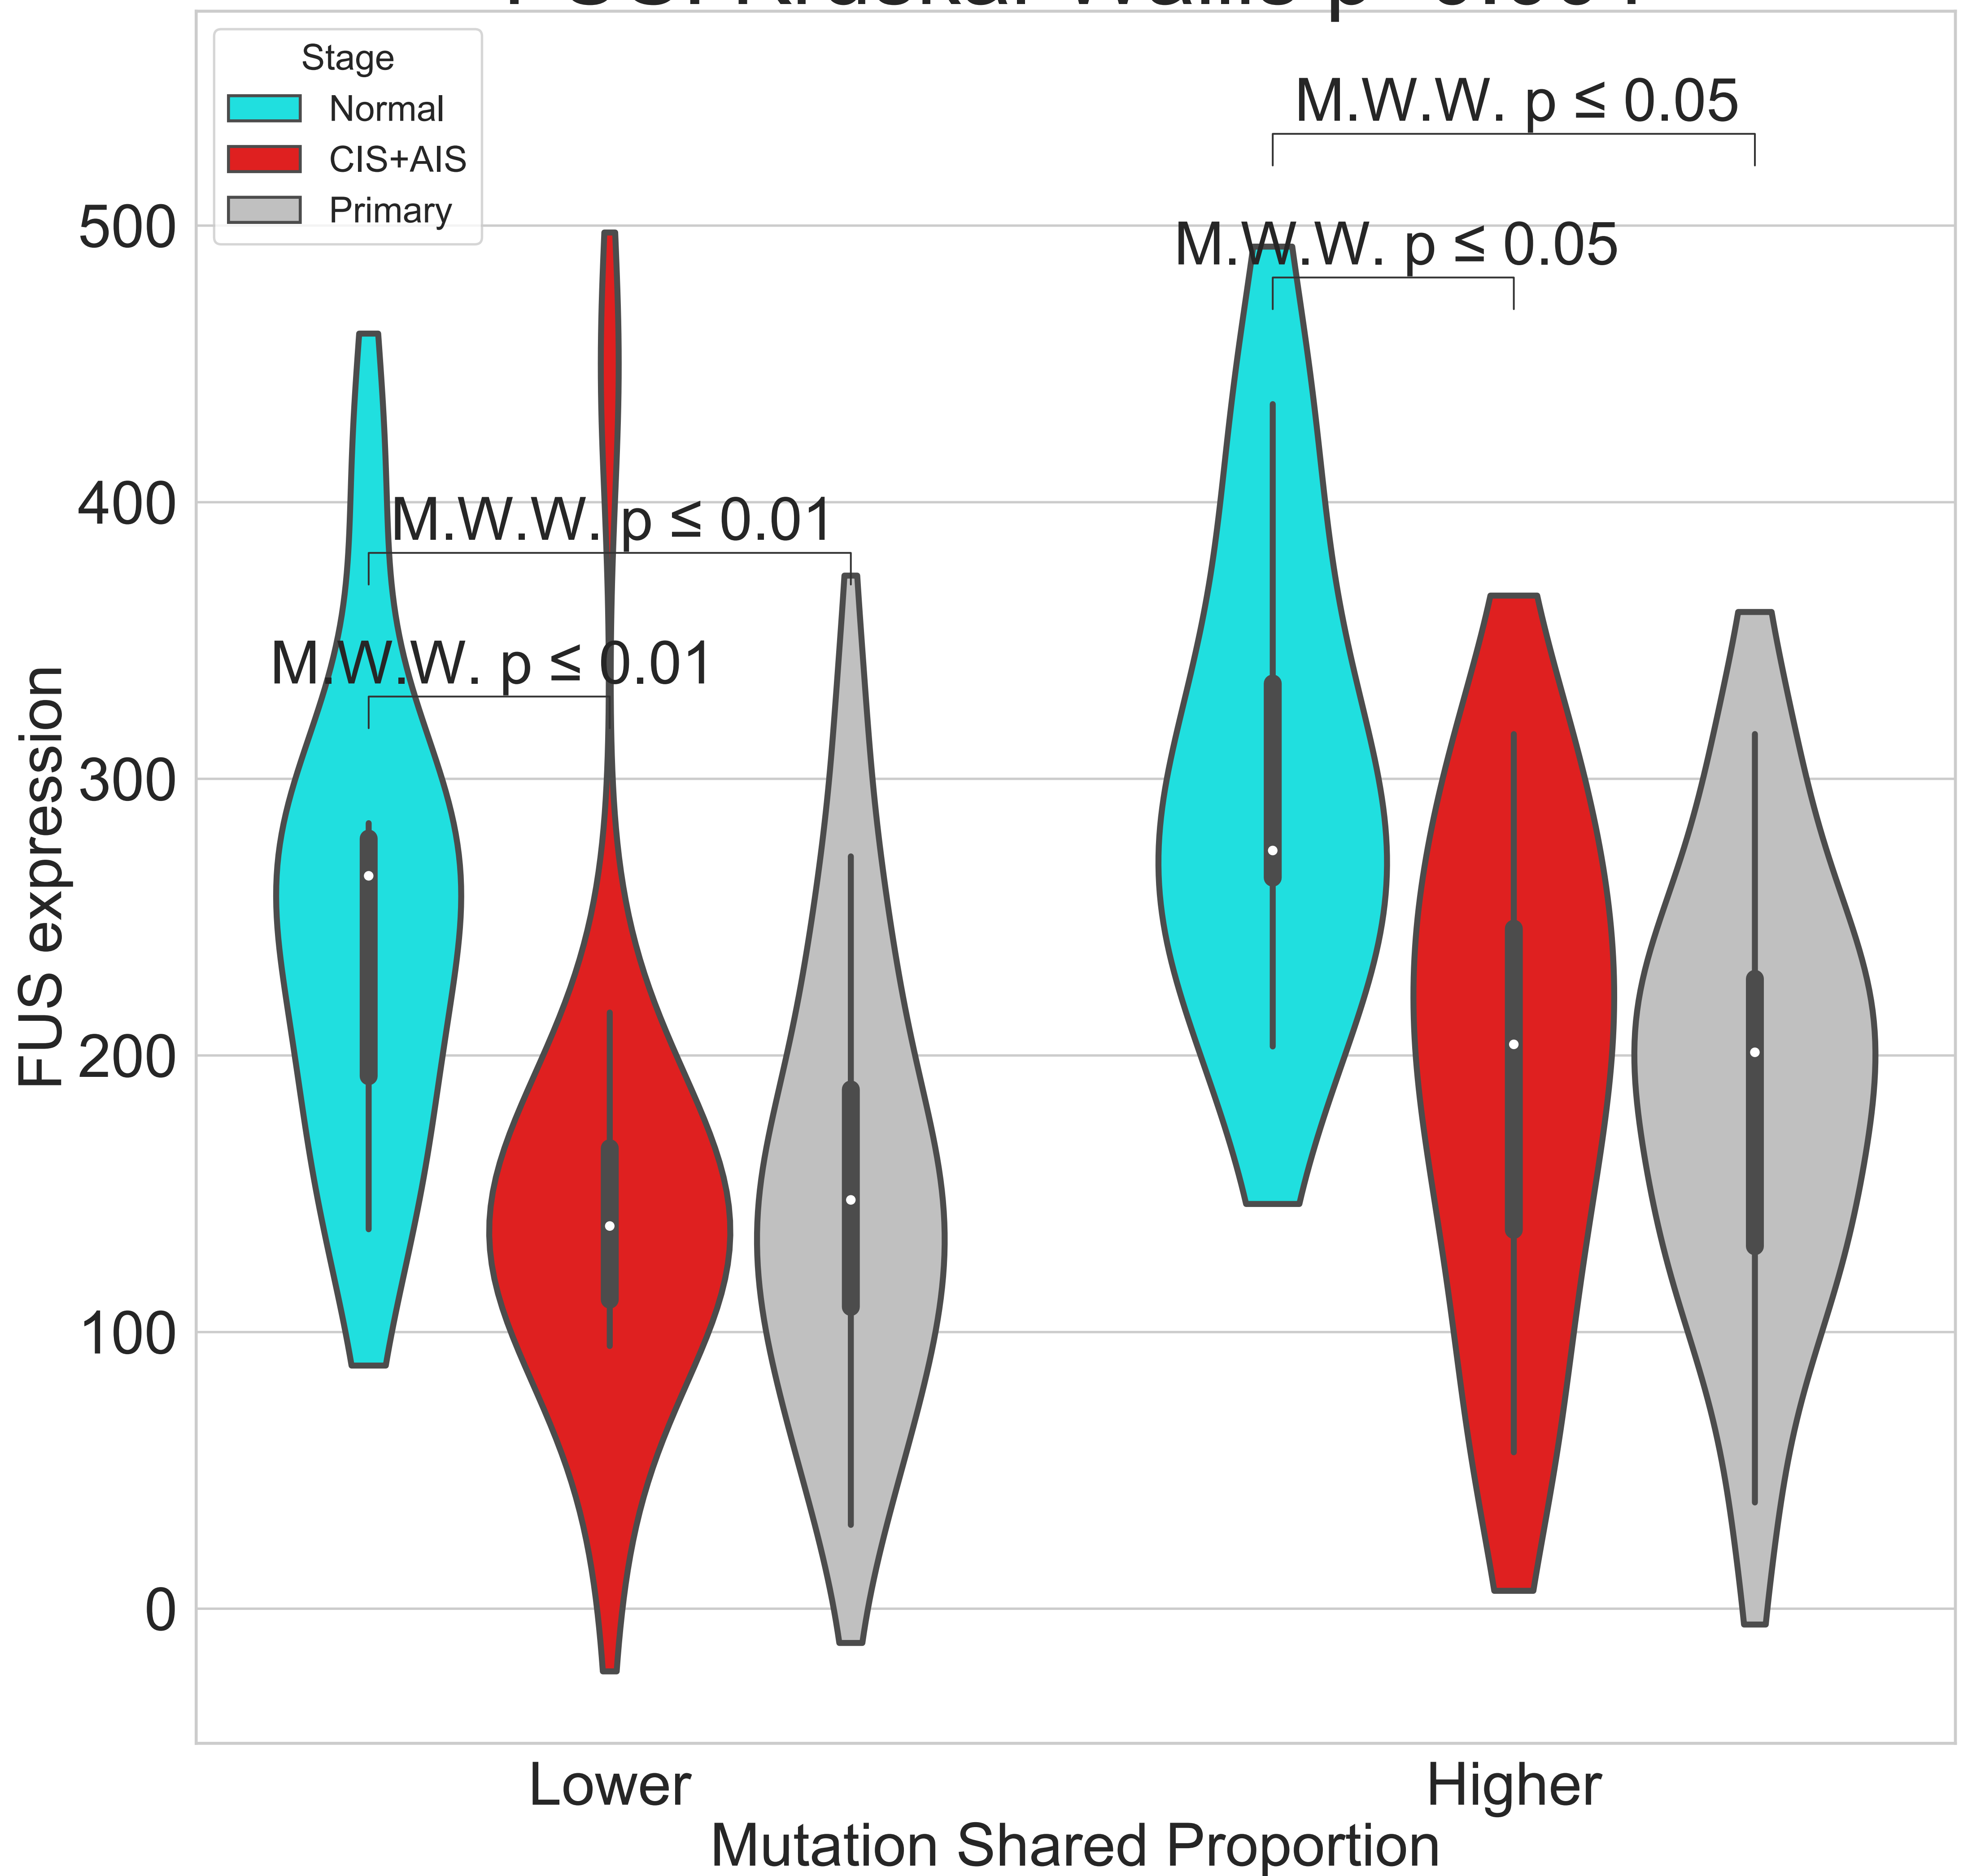 Stage
Normal
CIS+AIS
Primary
M.W.W. p ≤ 0.05
M.W.W. p ≤ 0.05
M.W.W. p ≤ 0.01
M.W.W. p ≤ 0.01
500
400
300
200
100
0
FUS expression
Lower
Higher
Mutation Shared Proportion